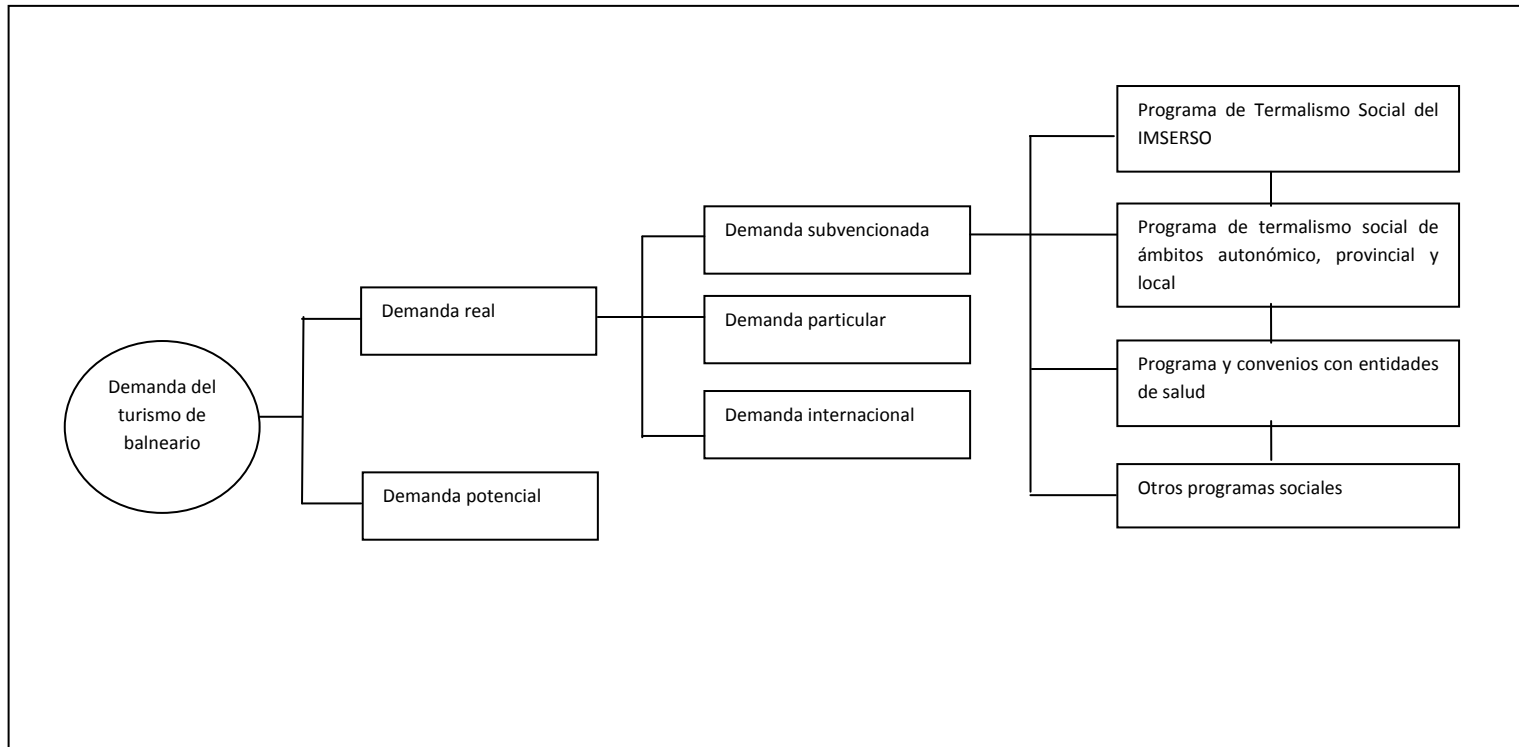 Demanda del
turismo de
balneario
Demanda real
Demanda potencial
Demanda subvencionada
Demanda particular
Demanda internacional
Programa de Termalismo Social del
IMSERSO
Programa de termalismo social de
ámbitos autonómico, provincial y
local
Programa y convenios con entidades
de salud
Otros programas sociales